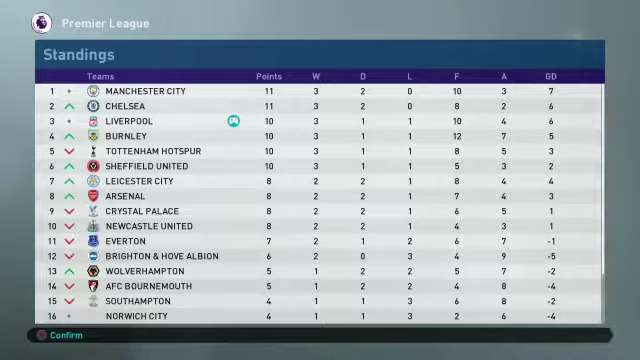 Premier League
Standings
Teams Points W D L F A GD
1 MANCHESTER CITY 11 3 2 0 10 3 7
2 CHELSEA 11 3 2 0 8 2 6
3 LIVERPOOL 10 3 1 1 10 4 6
4 BURNLEY 10 3 1 1 12 7 5
5 TOTTENHAM HOTSPUR 10 3 1 1 8 5 3
6 SHEFFIELD UNITED 10 3 1 1 5 3 2
7 LEICESTER CITY 8 2 2 1 8 4 4
8 ARSENAL 8 2 2 1 7 4 3
9 CRYSTAL PALACE 8 2 2 1 6 5 1
10 NEWCASTLE UNITED 8 2 2 1 4 3 1
11 EVERTON 7 2 1 2 6 7 -1
12 BRIGHTON & HOVE ALBION 6 2 0 3 4 9 -5
13 WOLVERHAMPTON 5 1 2 2 5 7 -2
14 AFC BOURNEMOUTH 5 1 2 2 4 8 -4
15 SOUTHAMPTON 4 1 1 3 6 8 -2
16 NORWICH CITY 4 1 1 3 2 6 -4
Confirm